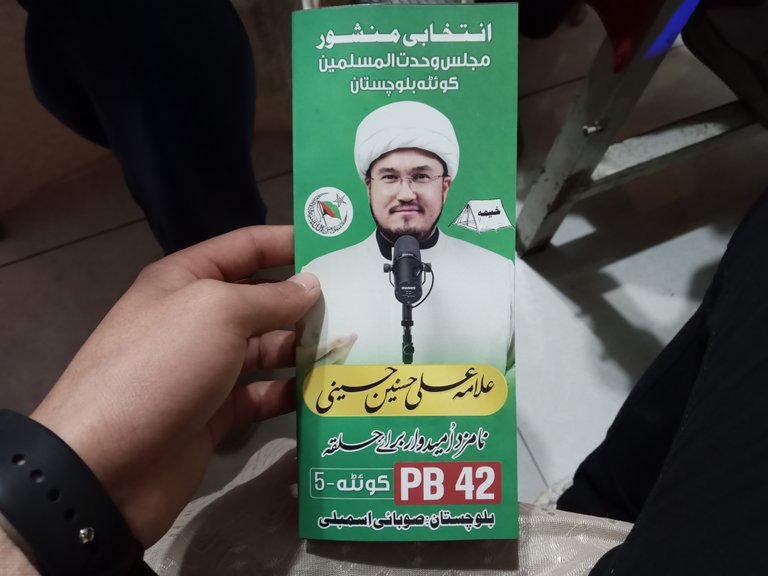 انتخابی منشور
مجلس وحدت المسلمین
کوئٹہ بلوچستان
خیمہ
علامہ علی حسنین حسینی
نامزد اُمیدوار برائے حلقہ
PB 42 کوئٹہ-5
بلوچستان: صوبائی اسمبلی